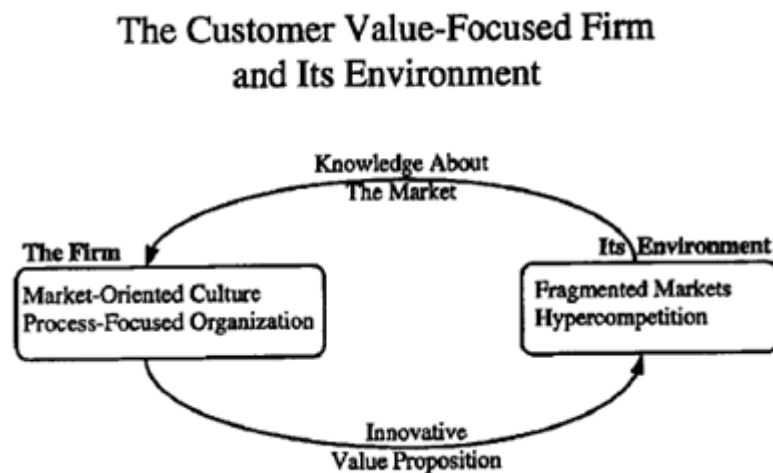 The Customer Value-Focused Firm
and Its Environment
Knowledge About
The Market
The Firm
Its Environment
Market-Oriented Culture
Process-Focused Organization
Fragmented Markets
Hypercompetition
Innovative
Value Proposition